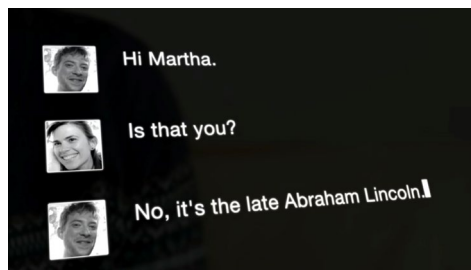 Hi Martha.
Is that you?
No, it's the late Abraham Lincoln.